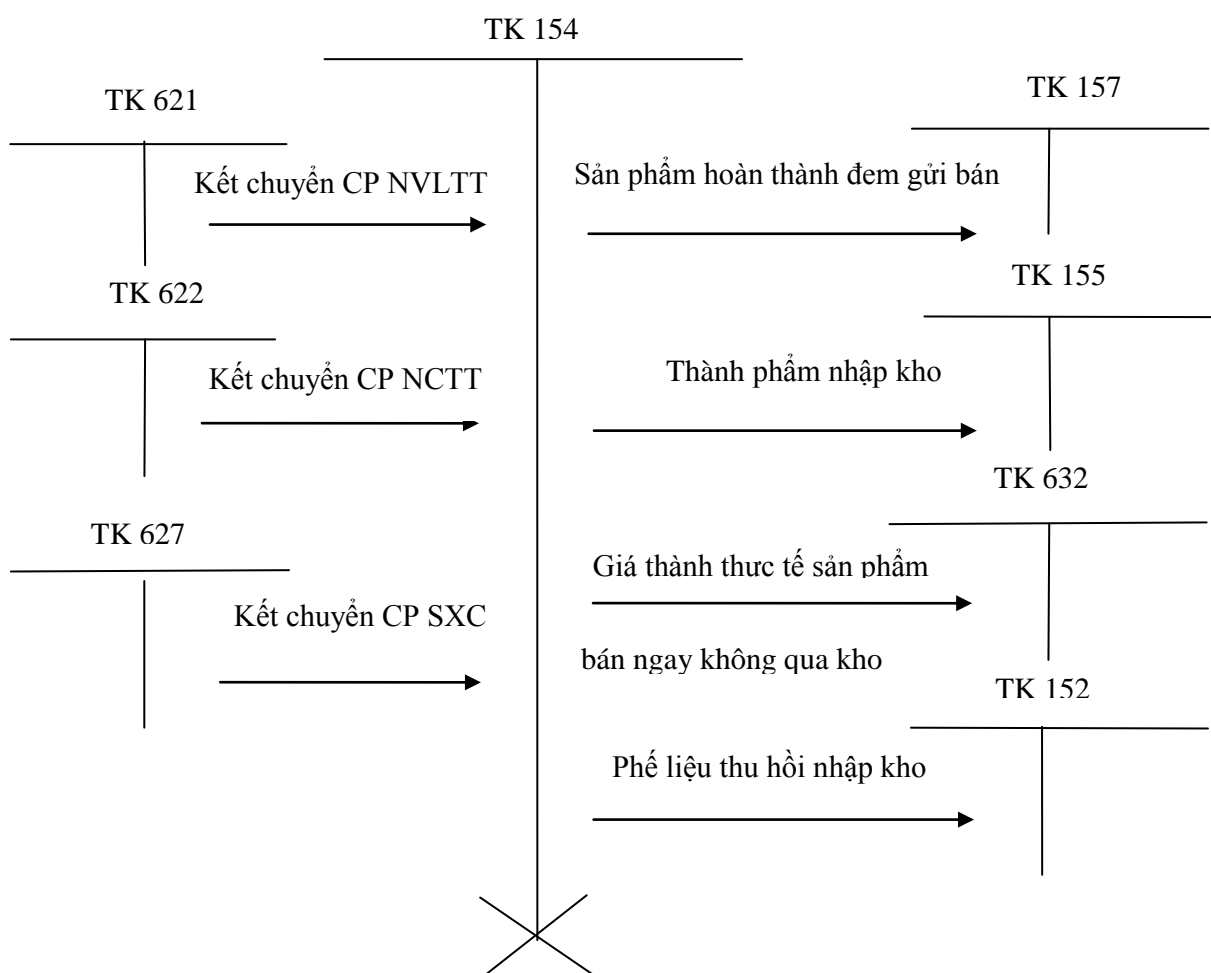 TK 154
TK 621
TK 157
Kết chuyển CP NVLTT
Sản phẩm hoàn thành đem gửi bán
TK 622
TK 155
Kết chuyển CP NCTT
Thành phẩm nhập kho
TK 627
TK 632
Giá thành thực tế sản phẩm
Kết chuyển CP SXC
bán ngay không qua kho
TK 152
Phế liệu thu hồi nhập kho